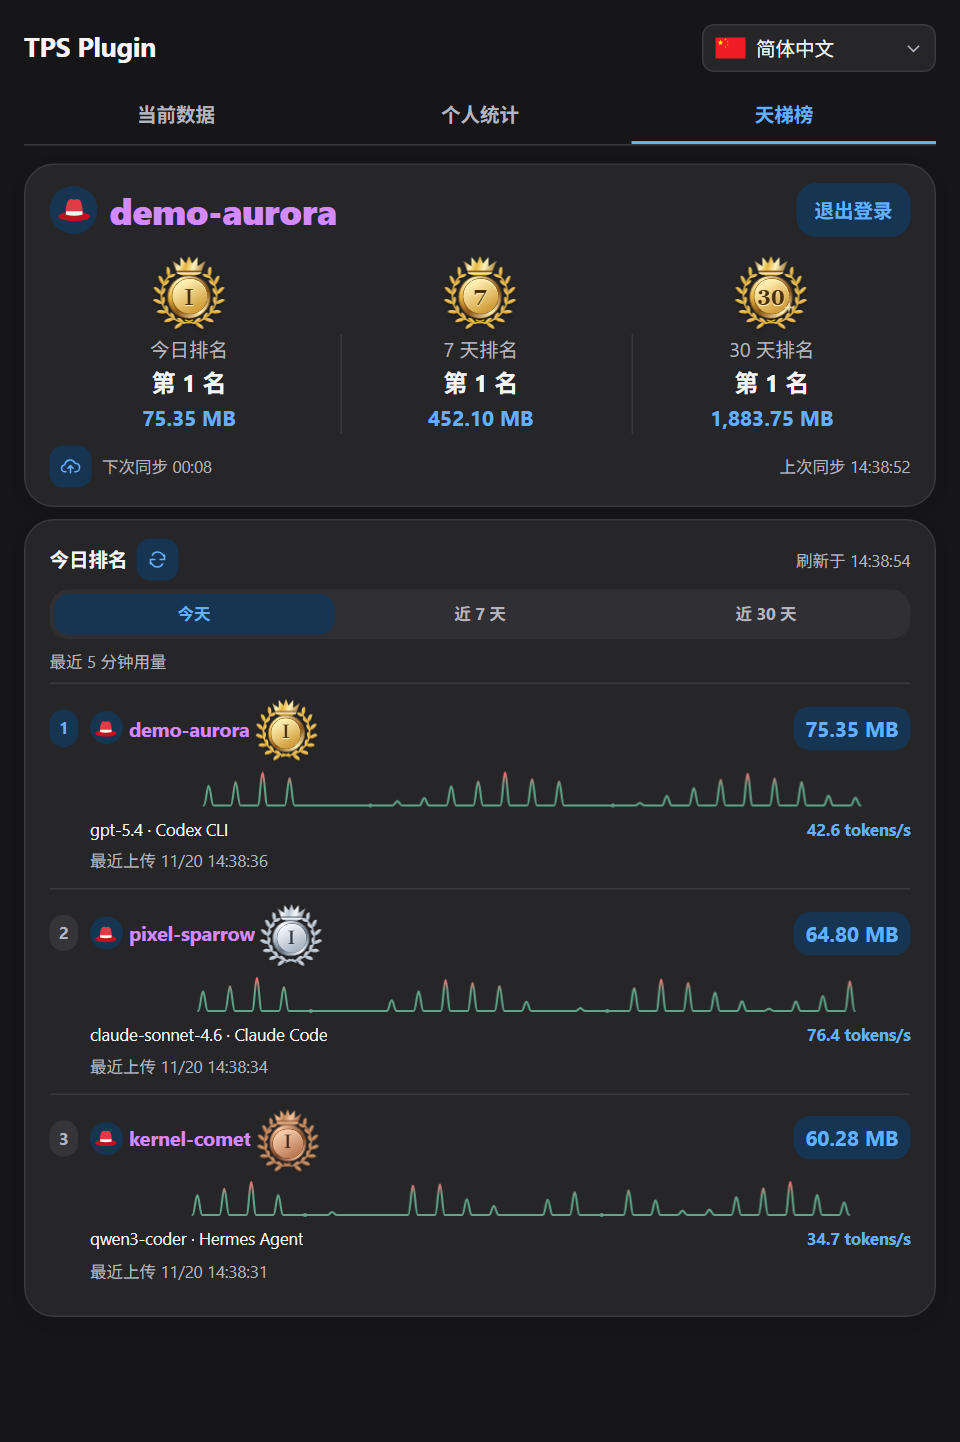 TPS Plugin
简体中文
当前数据
个人统计
天梯榜
demo-aurora
退出登录
I
7
30
今日排名
7 天排名
30 天排名
第 1 名
第 1 名
第 1 名
75.35 MB
452.10 MB
1,883.75 MB
下次同步 00:08
上次同步 14:38:52
今日排名
刷新于 14:38:54
今天
近 7 天
近 30 天
最近 5 分钟用量
1
demo-aurora
I
75.35 MB
gpt-5.4 · Codex CLI
42.6 tokens/s
最近上传 11/20 14:38:36
2
pixel-sparrow
I
64.80 MB
claude-sonnet-4.6 · Claude Code
76.4 tokens/s
最近上传 11/20 14:38:34
3
kernel-comet
I
60.28 MB
qwen3-coder · Hermes Agent
34.7 tokens/s
最近上传 11/20 14:38:31